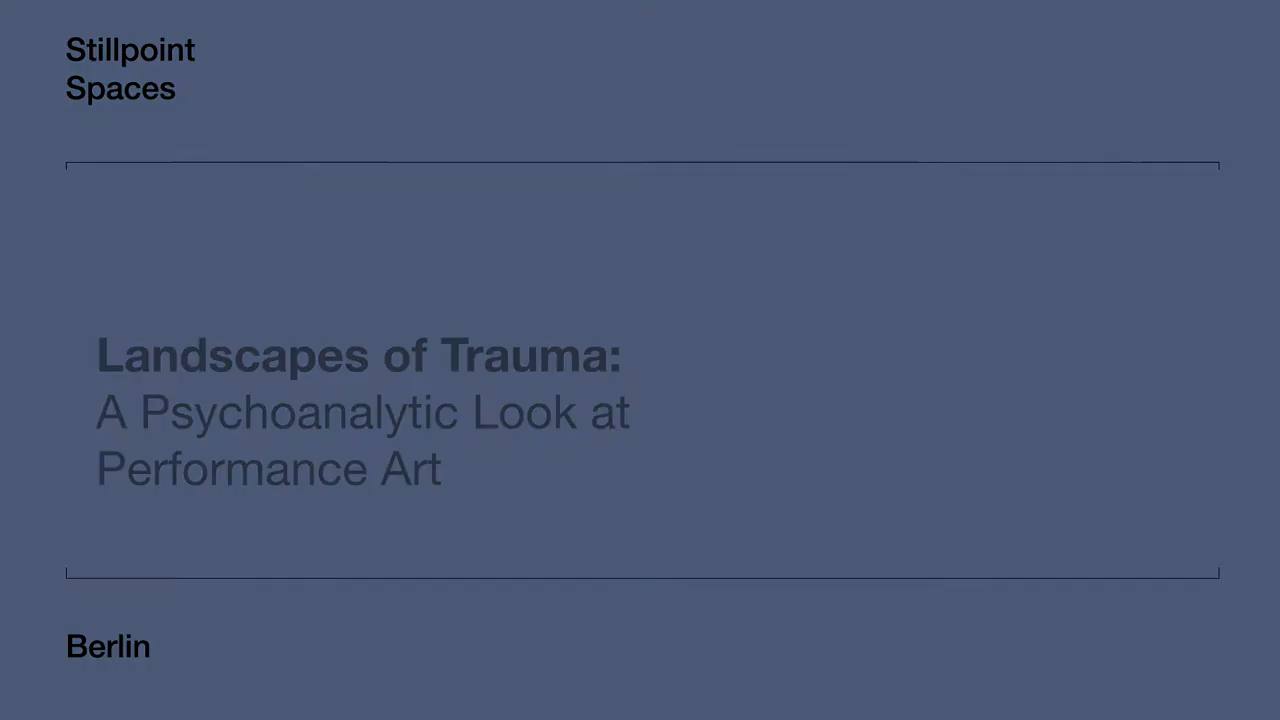 Stillpoint
Spaces
Landscapes of Trauma:
A Psychoanalytic Look at
Performance Art
Berlin